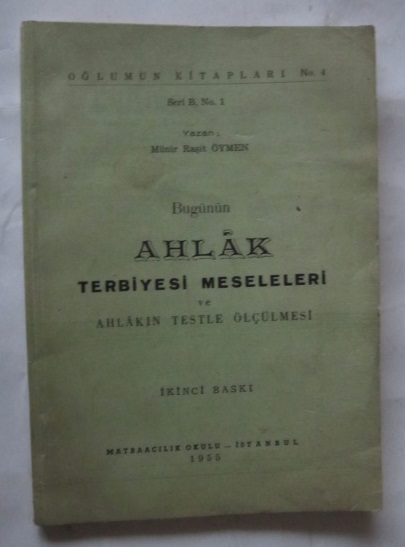 OĞLUMUN KİTAPLARI No. 4
Seri B, No. 1
Yazan :
Münir Raşit ÖYMEN
Bugünün
AHLÂK
TERBİYESİ MESELELERİ
ve
AHLÂKIN TESTLE ÖLÇÜLMESİ
İKİNCİ BASKI
MATBAACILIK OKULU — İSTANBUL
1955